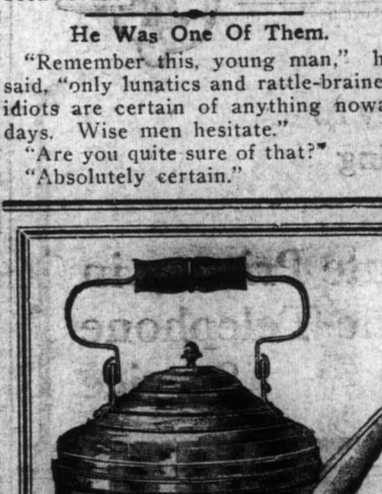 He Was One Of Them.
"Remember this, young man," h
said, "only lunatics and rattle-braine
idiots are certain of anything nowa
days. Wise men hesitate."
"Are you quite sure of that?"
"Absolutely certain."